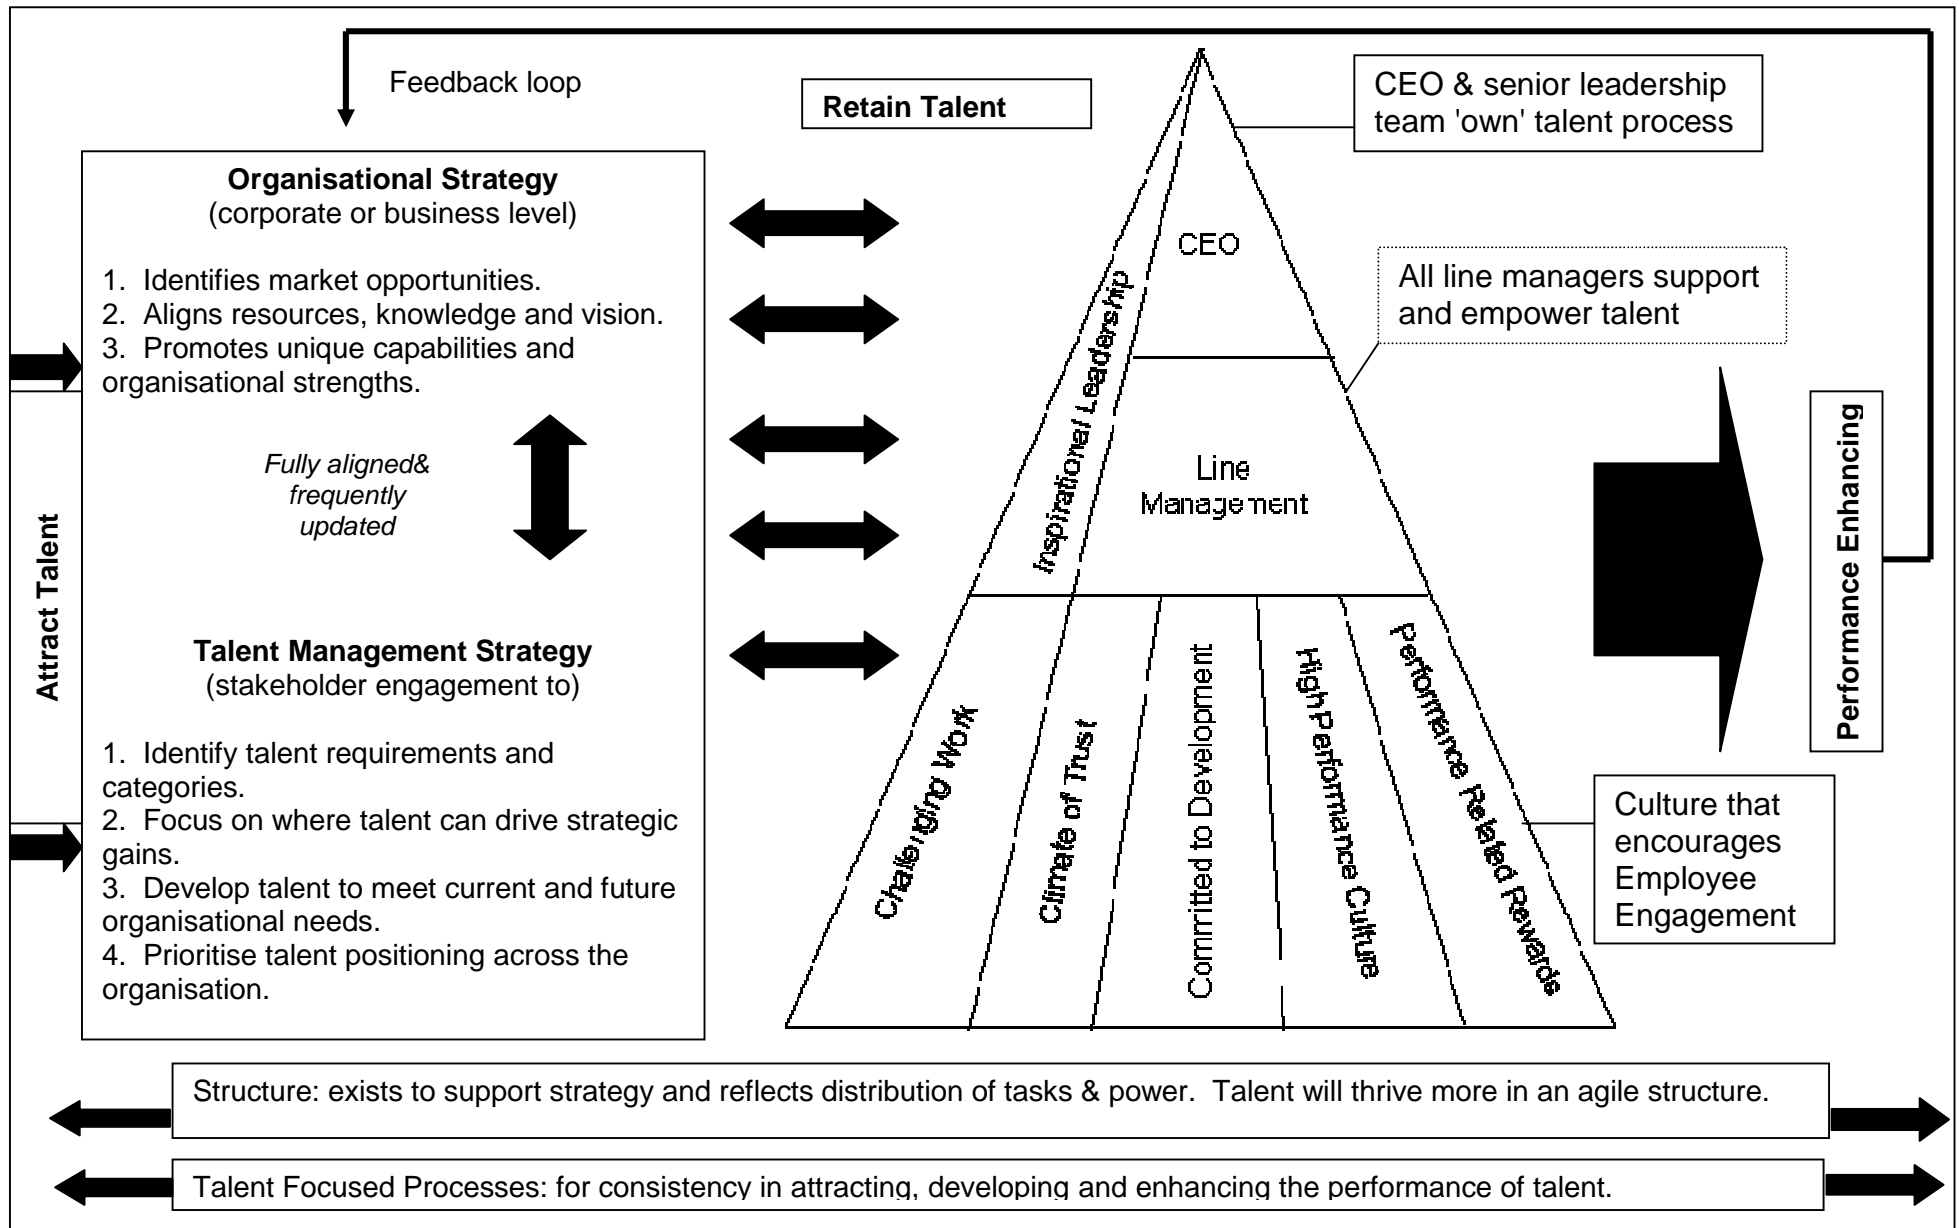 Feedback loop
Retain Talent
CEO & senior leadership
team 'own' talent process
Organisational Strategy
(corporate or business level)
1. Identifies market opportunities.
2. Aligns resources, knowledge and vision.
3. Promotes unique capabilities and
organisational strengths.
Fully aligned&
frequently
updated
Attract Talent
Talent Management Strategy
(stakeholder engagement to)
1. Identify talent requirements and
categories.
2. Focus on where talent can drive strategic
gains.
3. Develop talent to meet current and future
organisational needs.
4. Prioritise talent positioning across the
organisation.
CEO
Inspirational Leadership
Line
Management
All line managers support
and empower talent
Challenging Work
Climate of Trust
Committed to Development
High Performance Culture
Performance Related Rewards
Performance Enhancing
Culture that
encourages
Employee
Engagement
Structure: exists to support strategy and reflects distribution of tasks & power. Talent will thrive more in an agile structure.
Talent Focused Processes: for consistency in attracting, developing and enhancing the performance of talent.